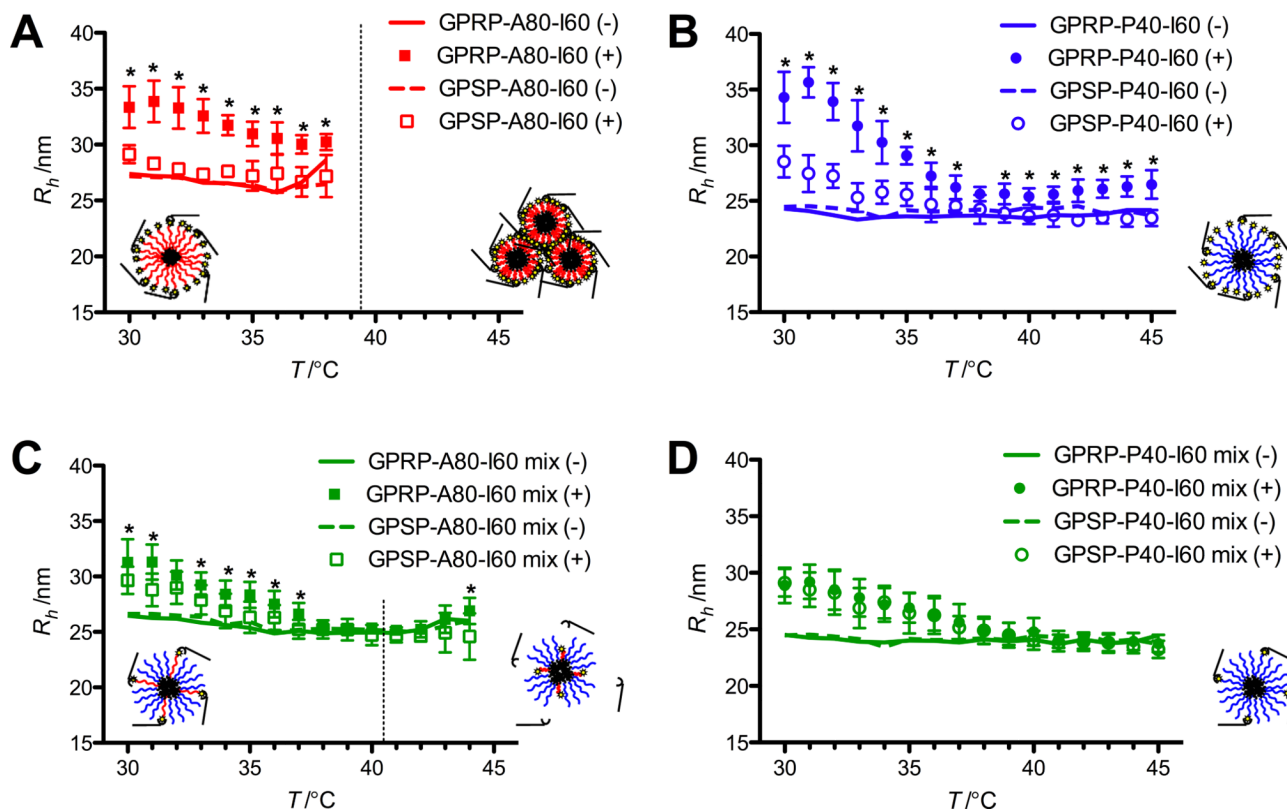 A
GPRP-A80-I60 (-)
GPRP-A80-I60 (+)
GPSP-A80-I60 (-)
GPSP-A80-I60 (+)
* * * * * * * * *
40
35
30
25
20
15
R_h /nm
30 35 40 45
T /°C
B
GPRP-P40-I60 (-)
GPRP-P40-I60 (+)
GPSP-P40-I60 (-)
GPSP-P40-I60 (+)
* * * * * * * * * * * * * * *
40
35
30
25
20
15
R_h /nm
30 35 40 45
T /°C
C
GPRP-A80-I60 mix (-)
GPRP-A80-I60 mix (+)
GPSP-A80-I60 mix (-)
GPSP-A80-I60 mix (+)
* * * * * * * *
40
35
30
25
20
15
R_h /nm
30 35 40 45
T /°C
D
GPRP-P40-I60 mix (-)
GPRP-P40-I60 mix (+)
GPSP-P40-I60 mix (-)
GPSP-P40-I60 mix (+)
40
35
30
25
20
15
R_h /nm
30 35 40 45
T /°C